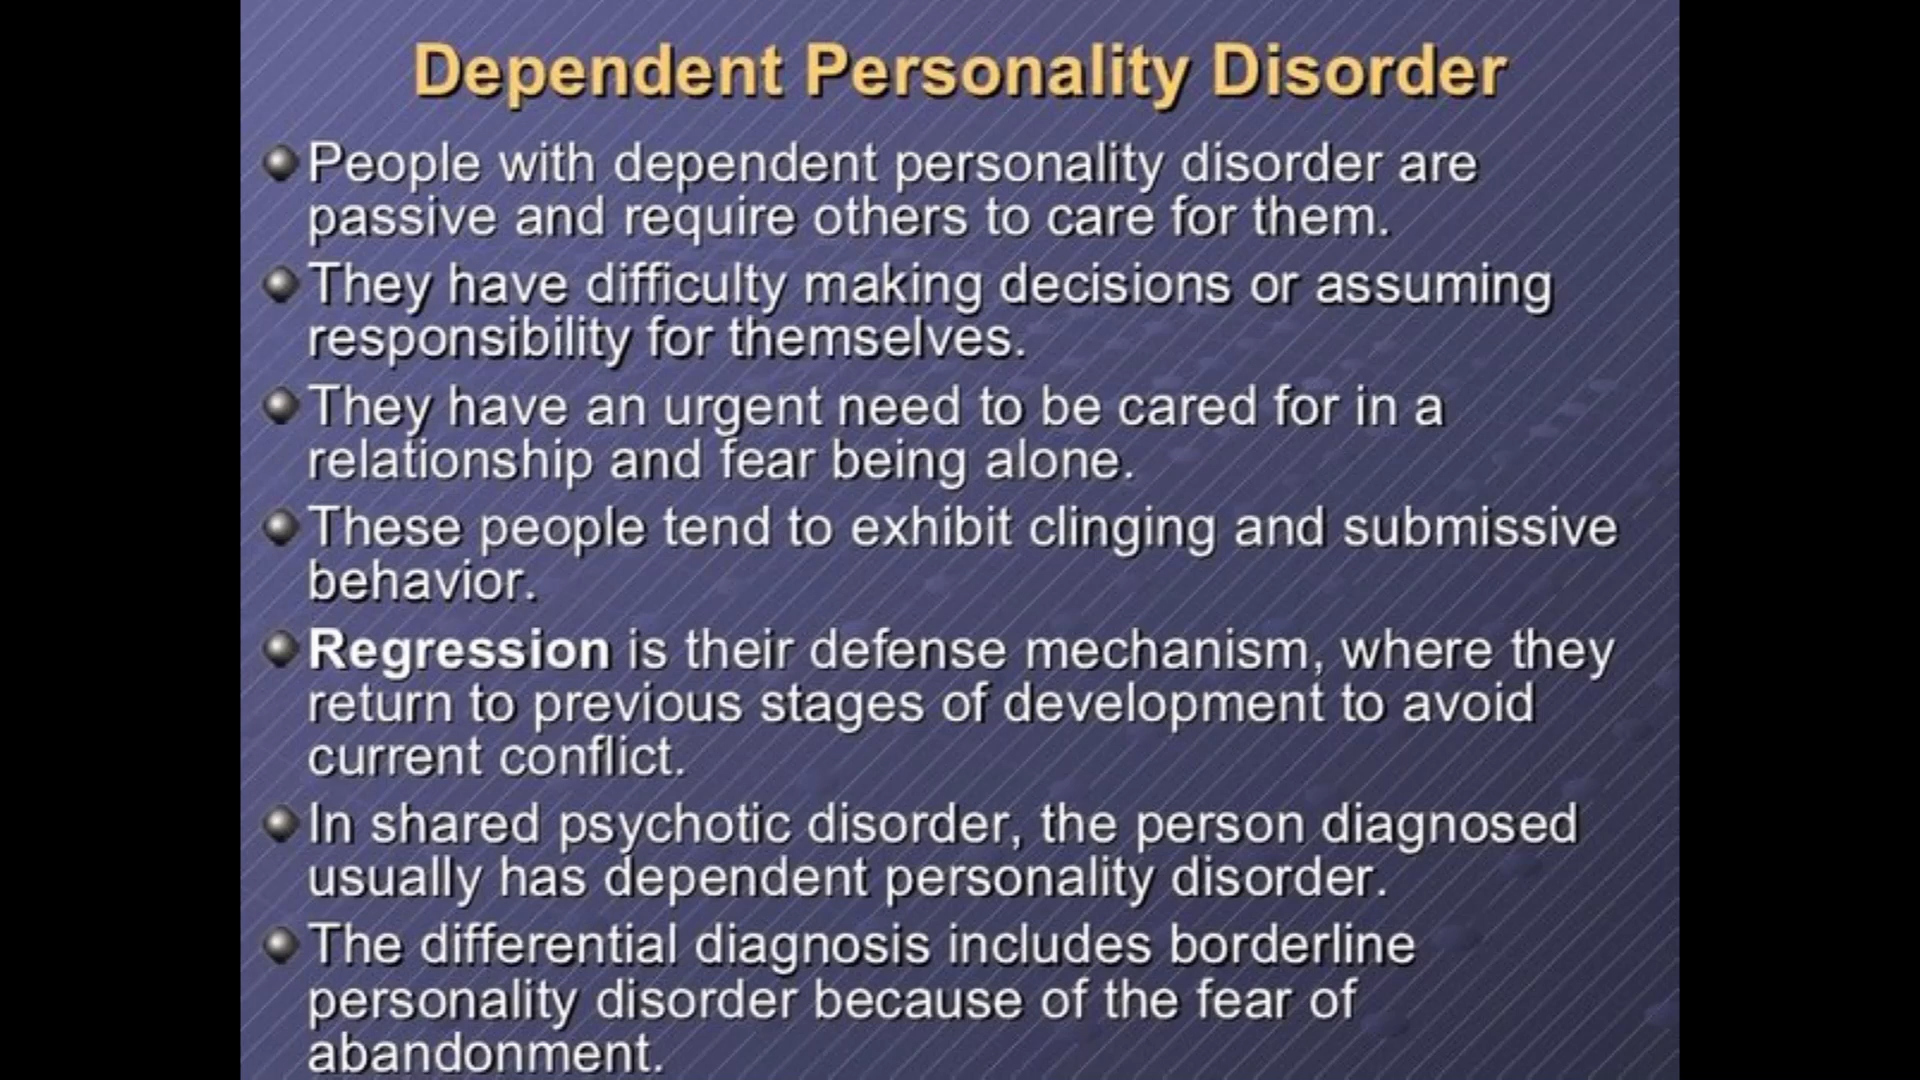 Dependent Personality Disorder
People with dependent personality disorder are
passive and require others to care for them.
They have difficulty making decisions or assuming
responsibility for themselves.
They have an urgent need to be cared for in a
relationship and fear being alone.
These people tend to exhibit clinging and submissive
behavior.
Regression is their defense mechanism, where they
return to previous stages of development to avoid
current conflict.
In shared psychotic disorder, the person diagnosed
usually has dependent personality disorder.
The differential diagnosis includes borderline
personality disorder because of the fear of
abandonment.